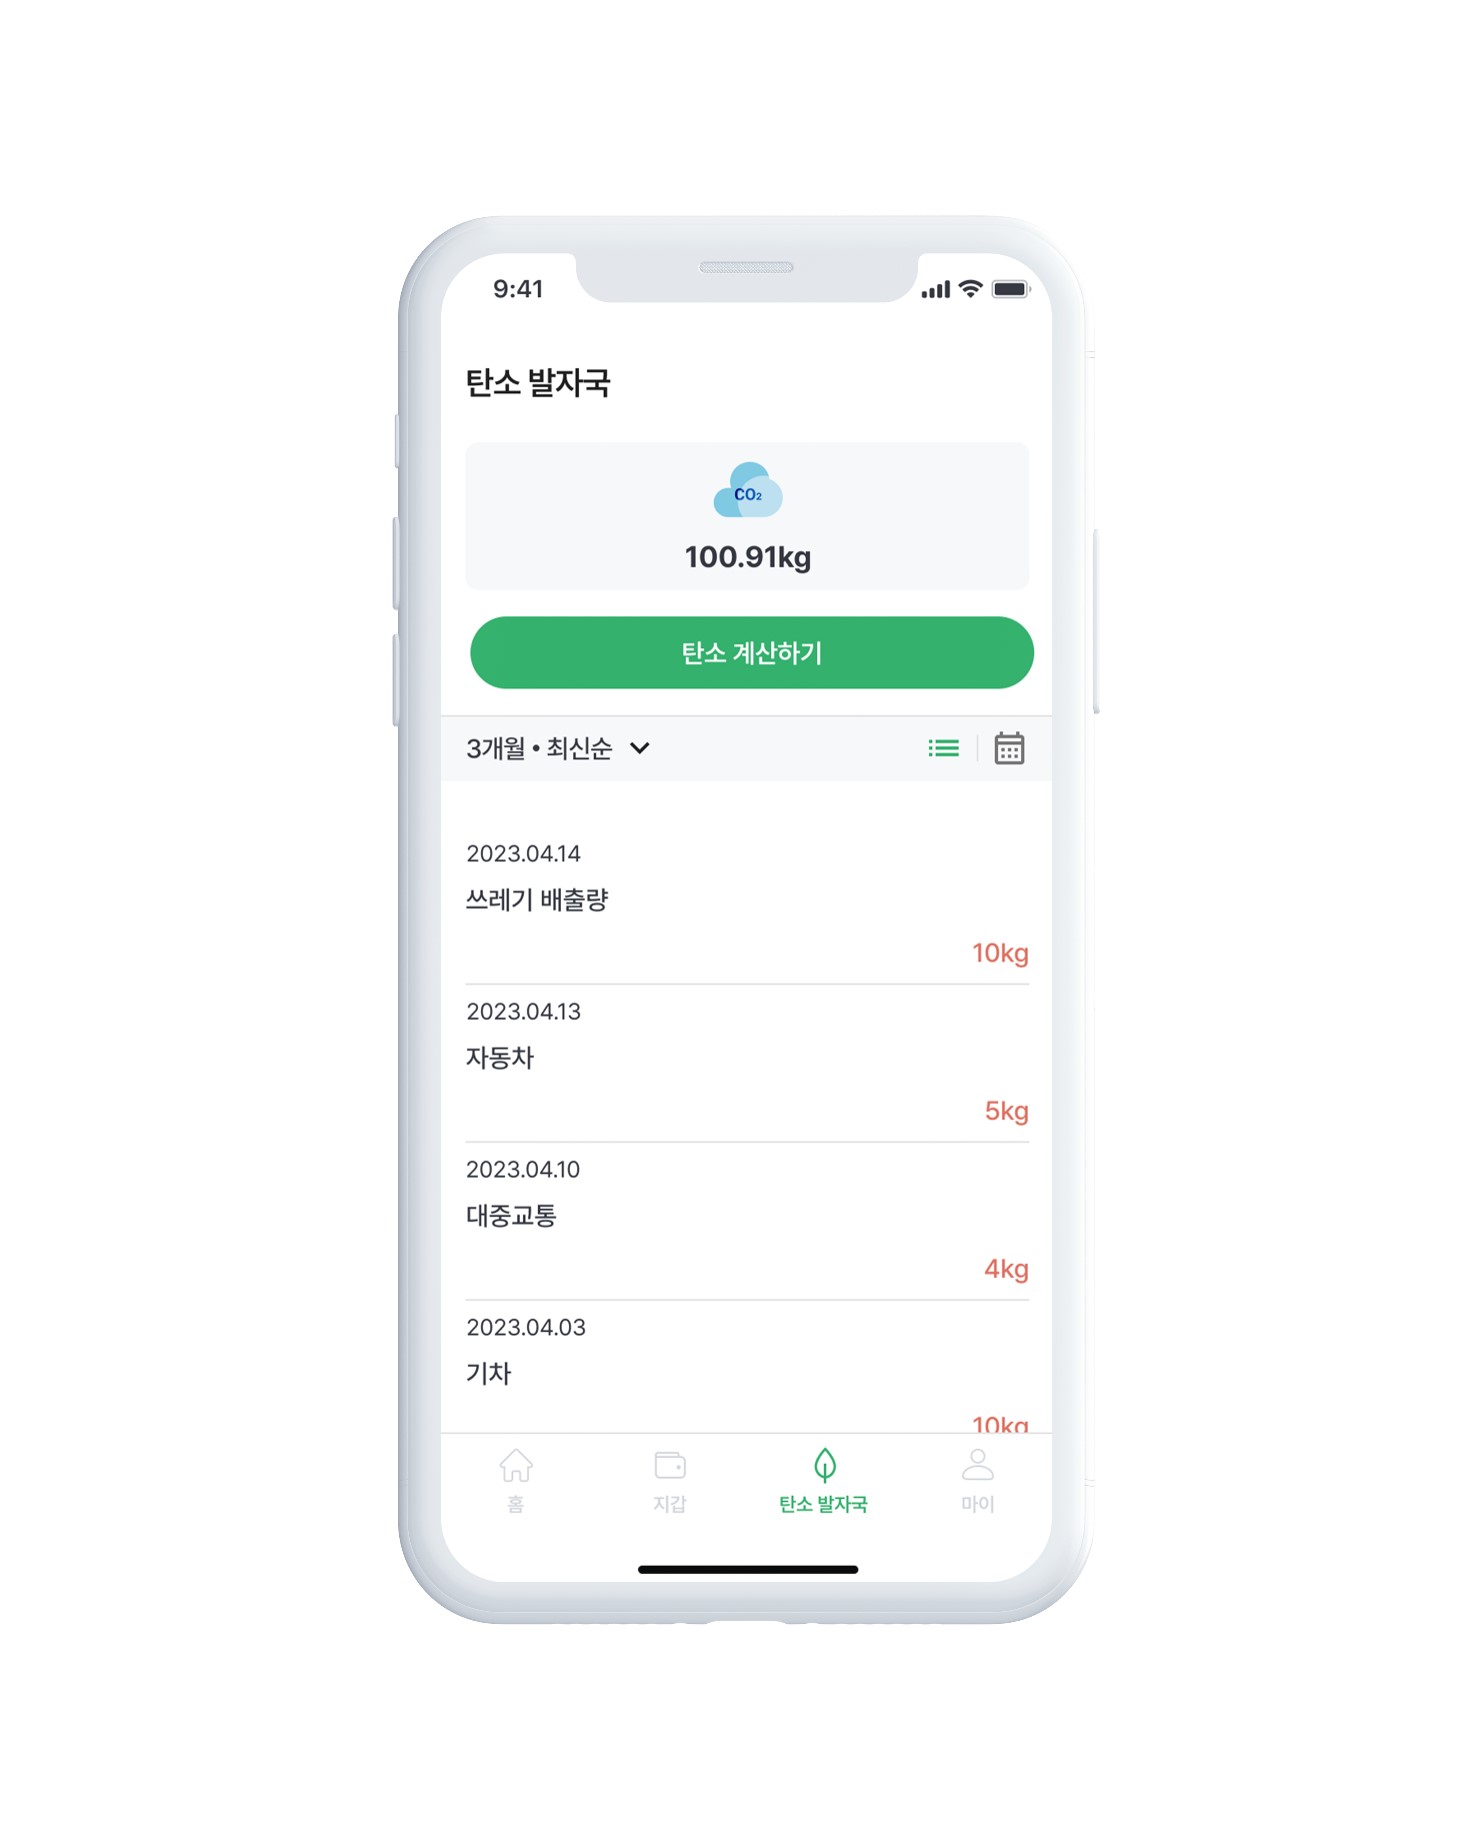 9:41
탄소 발자국
CO₂
100.91kg
탄소 계산하기
3개월 • 최신순
2023.04.14
쓰레기 배출량
10kg
2023.04.13
자동차
5kg
2023.04.10
대중교통
4kg
2023.04.03
기차
10kg
홈
지갑
탄소 발자국
마이